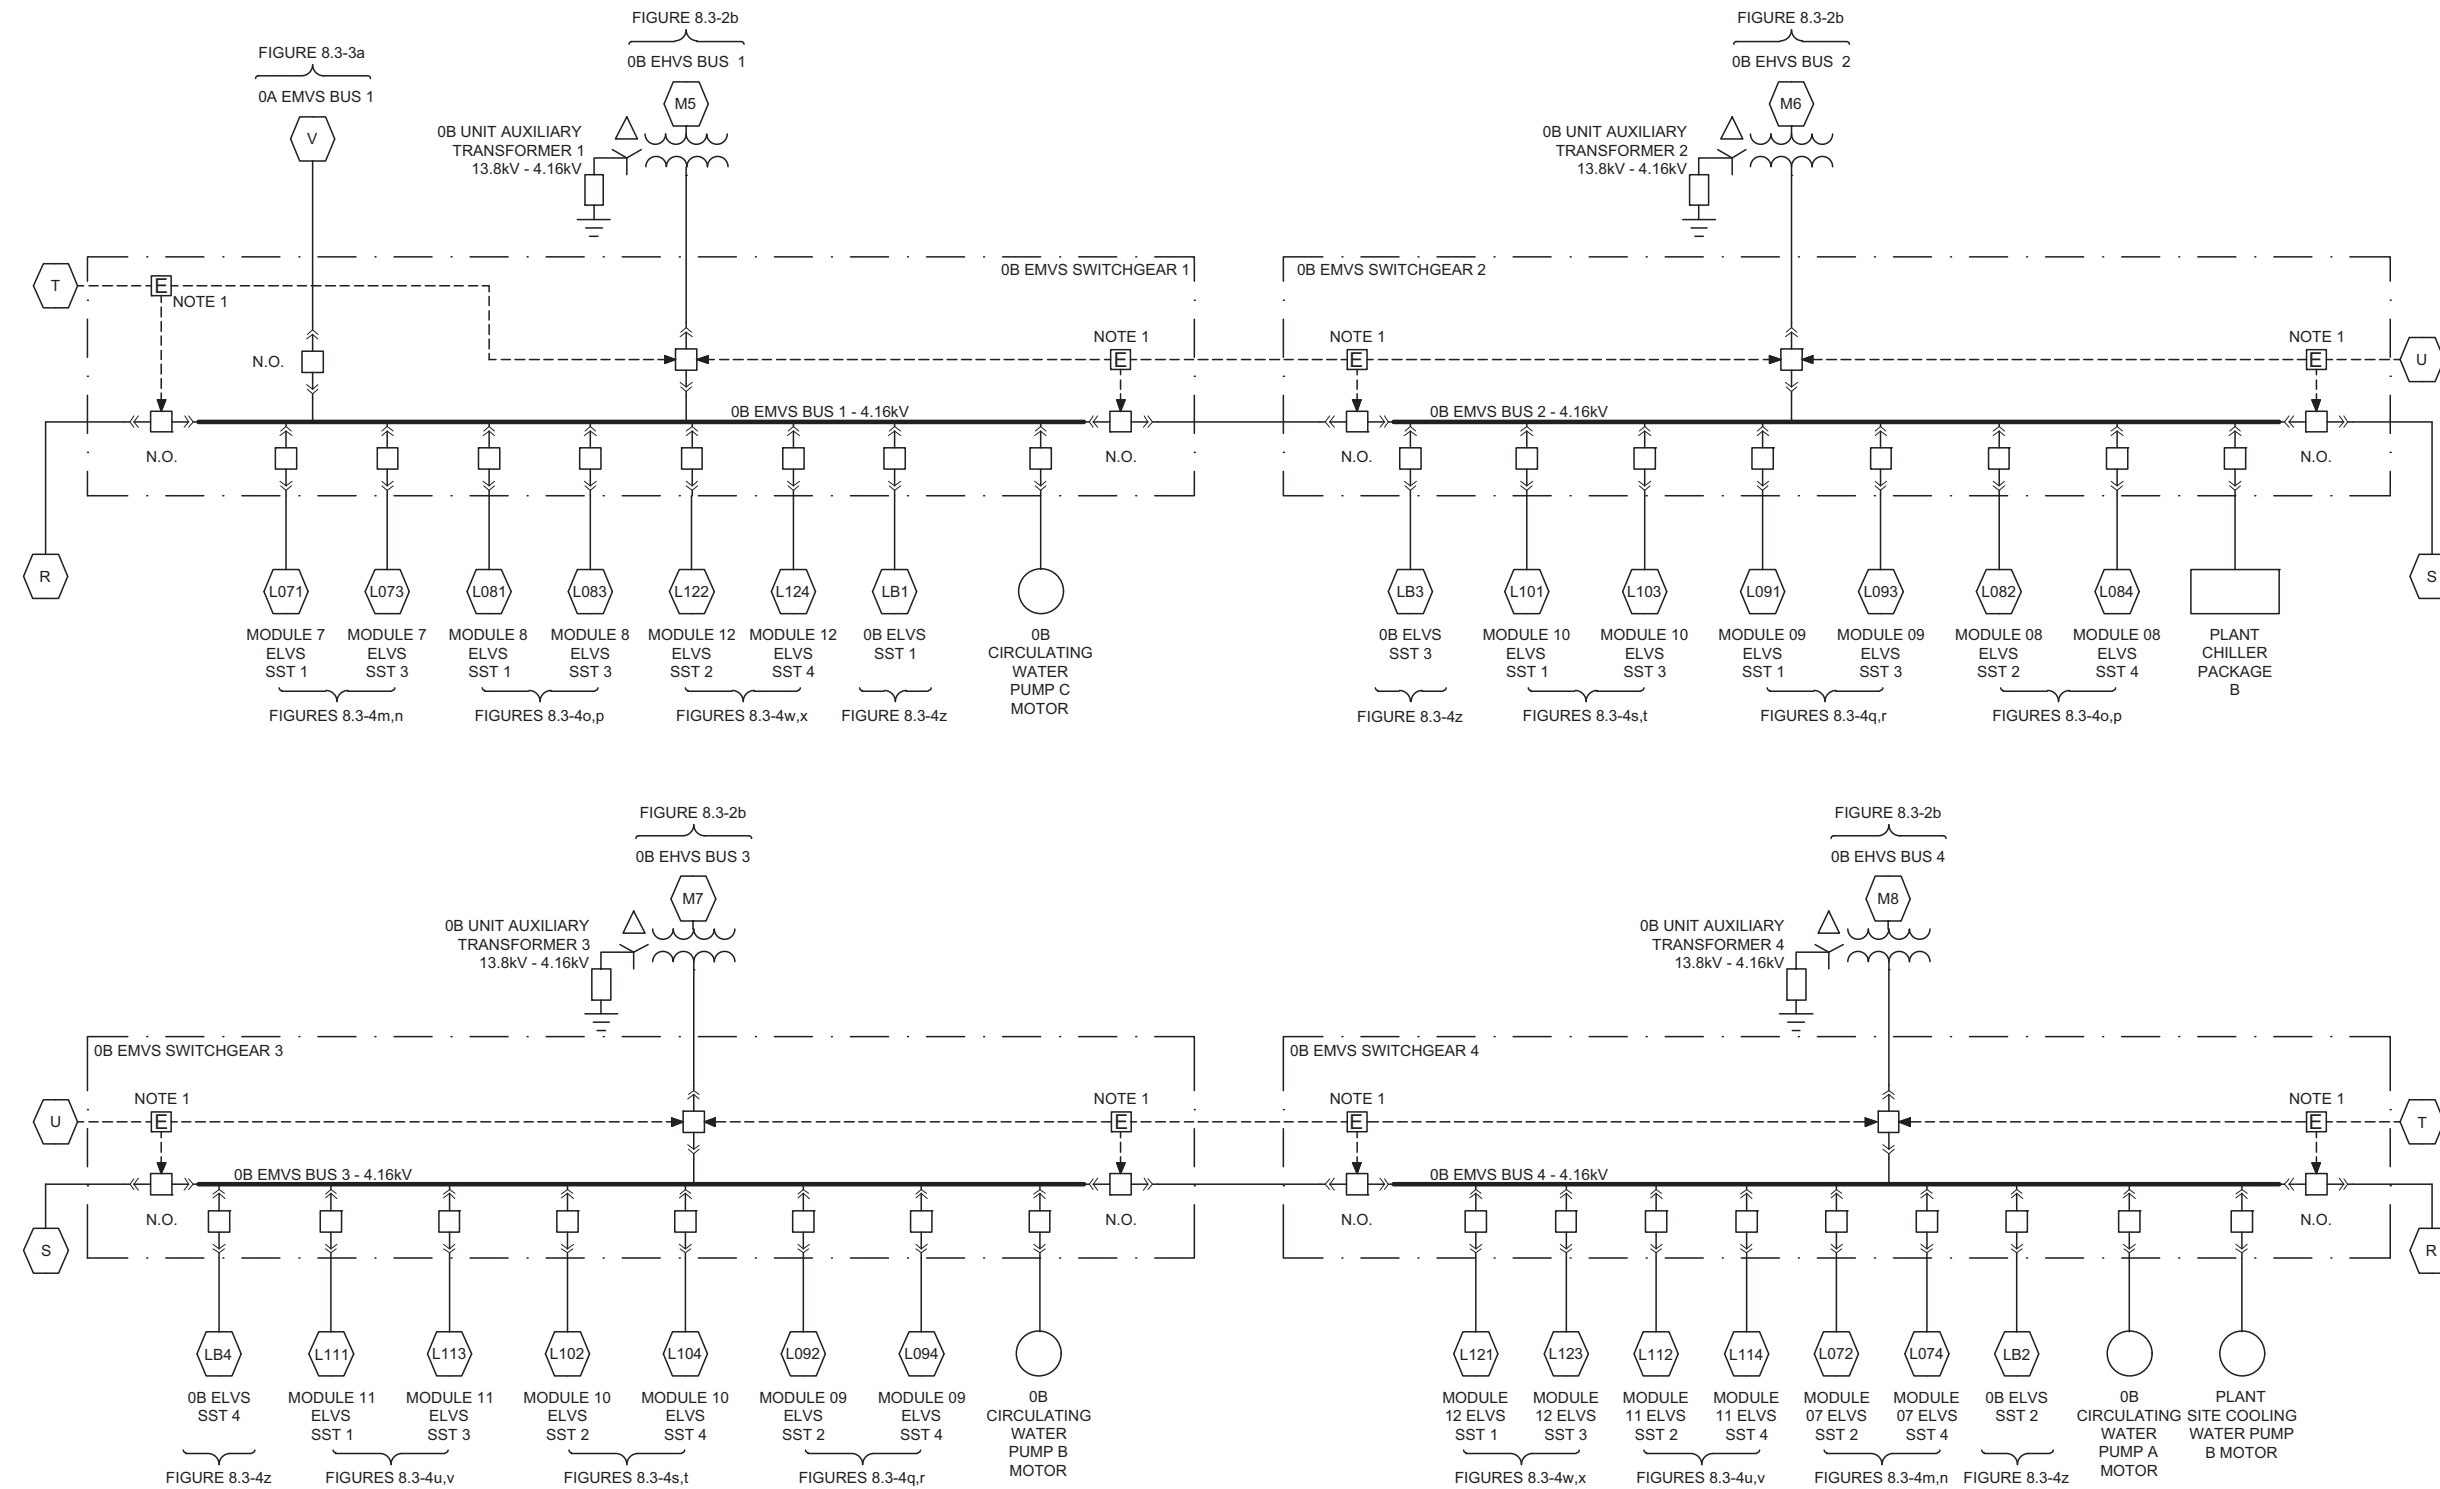 FIGURE 8.3-2b
0B EHVS BUS 1
M5
FIGURE 8.3-3a
0A EMVS BUS 1
V
0B UNIT AUXILIARY
TRANSFORMER 1
13.8kV - 4.16kV
FIGURE 8.3-2b
0B EHVS BUS 2
M6
0B UNIT AUXILIARY
TRANSFORMER 2
13.8kV - 4.16kV
0B EMVS SWITCHGEAR 1
T
E
NOTE 1
N.O.
NOTE 1
E
0B EMVS BUS 1 - 4.16kV
N.O.
N.O.
R
L071
L073
L081
L083
L122
L124
LB1
MODULE 7
ELVS
SST 1
MODULE 7
ELVS
SST 3
MODULE 8
ELVS
SST 1
MODULE 8
ELVS
SST 3
MODULE 12
ELVS
SST 2
MODULE 12
ELVS
SST 4
0B ELVS
SST 1
0B
CIRCULATING
WATER
PUMP C
MOTOR
FIGURES 8.3-4m,n
FIGURES 8.3-4o,p
FIGURES 8.3-4w,x
FIGURE 8.3-4z
0B EMVS SWITCHGEAR 2
NOTE 1
E
NOTE 1
E
U
0B EMVS BUS 2 - 4.16kV
N.O.
N.O.
S
LB3
L101
L103
L091
L093
L082
L084
0B ELVS
SST 3
MODULE 10
ELVS
SST 1
MODULE 10
ELVS
SST 3
MODULE 09
ELVS
SST 1
MODULE 09
ELVS
SST 3
MODULE 08
ELVS
SST 2
MODULE 08
ELVS
SST 4
PLANT
CHILLER
PACKAGE
B
FIGURE 8.3-4z
FIGURES 8.3-4s,t
FIGURES 8.3-4q,r
FIGURES 8.3-4o,p
FIGURE 8.3-2b
0B EHVS BUS 3
M7
0B UNIT AUXILIARY
TRANSFORMER 3
13.8kV - 4.16kV
FIGURE 8.3-2b
0B EHVS BUS 4
M8
0B UNIT AUXILIARY
TRANSFORMER 4
13.8kV - 4.16kV
0B EMVS SWITCHGEAR 3
NOTE 1
U
E
NOTE 1
E
0B EMVS BUS 3 - 4.16kV
N.O.
N.O.
S
LB4
L111
L113
L102
L104
L092
L094
0B ELVS
SST 4
MODULE 11
ELVS
SST 1
MODULE 11
ELVS
SST 3
MODULE 10
ELVS
SST 2
MODULE 10
ELVS
SST 4
MODULE 09
ELVS
SST 2
MODULE 09
ELVS
SST 4
0B
CIRCULATING
WATER
PUMP B
MOTOR
FIGURE 8.3-4z
FIGURES 8.3-4u,v
FIGURES 8.3-4s,t
FIGURES 8.3-4q,r
0B EMVS SWITCHGEAR 4
NOTE 1
E
NOTE 1
E
T
0B EMVS BUS 4 - 4.16kV
N.O.
N.O.
R
L121
L123
L112
L114
L072
L074
LB2
MODULE
12 ELVS
SST 1
MODULE
12 ELVS
SST 3
MODULE
11 ELVS
SST 2
MODULE
11 ELVS
SST 4
MODULE
07 ELVS
SST 2
MODULE
07 ELVS
SST 4
0B ELVS
SST 2
0B
CIRCULATING
WATER
PUMP A
MOTOR
PLANT
SITE COOLING
WATER PUMP
B MOTOR
FIGURES 8.3-4w,x
FIGURES 8.3-4u,v
FIGURES 8.3-4m,n
FIGURE 8.3-4z